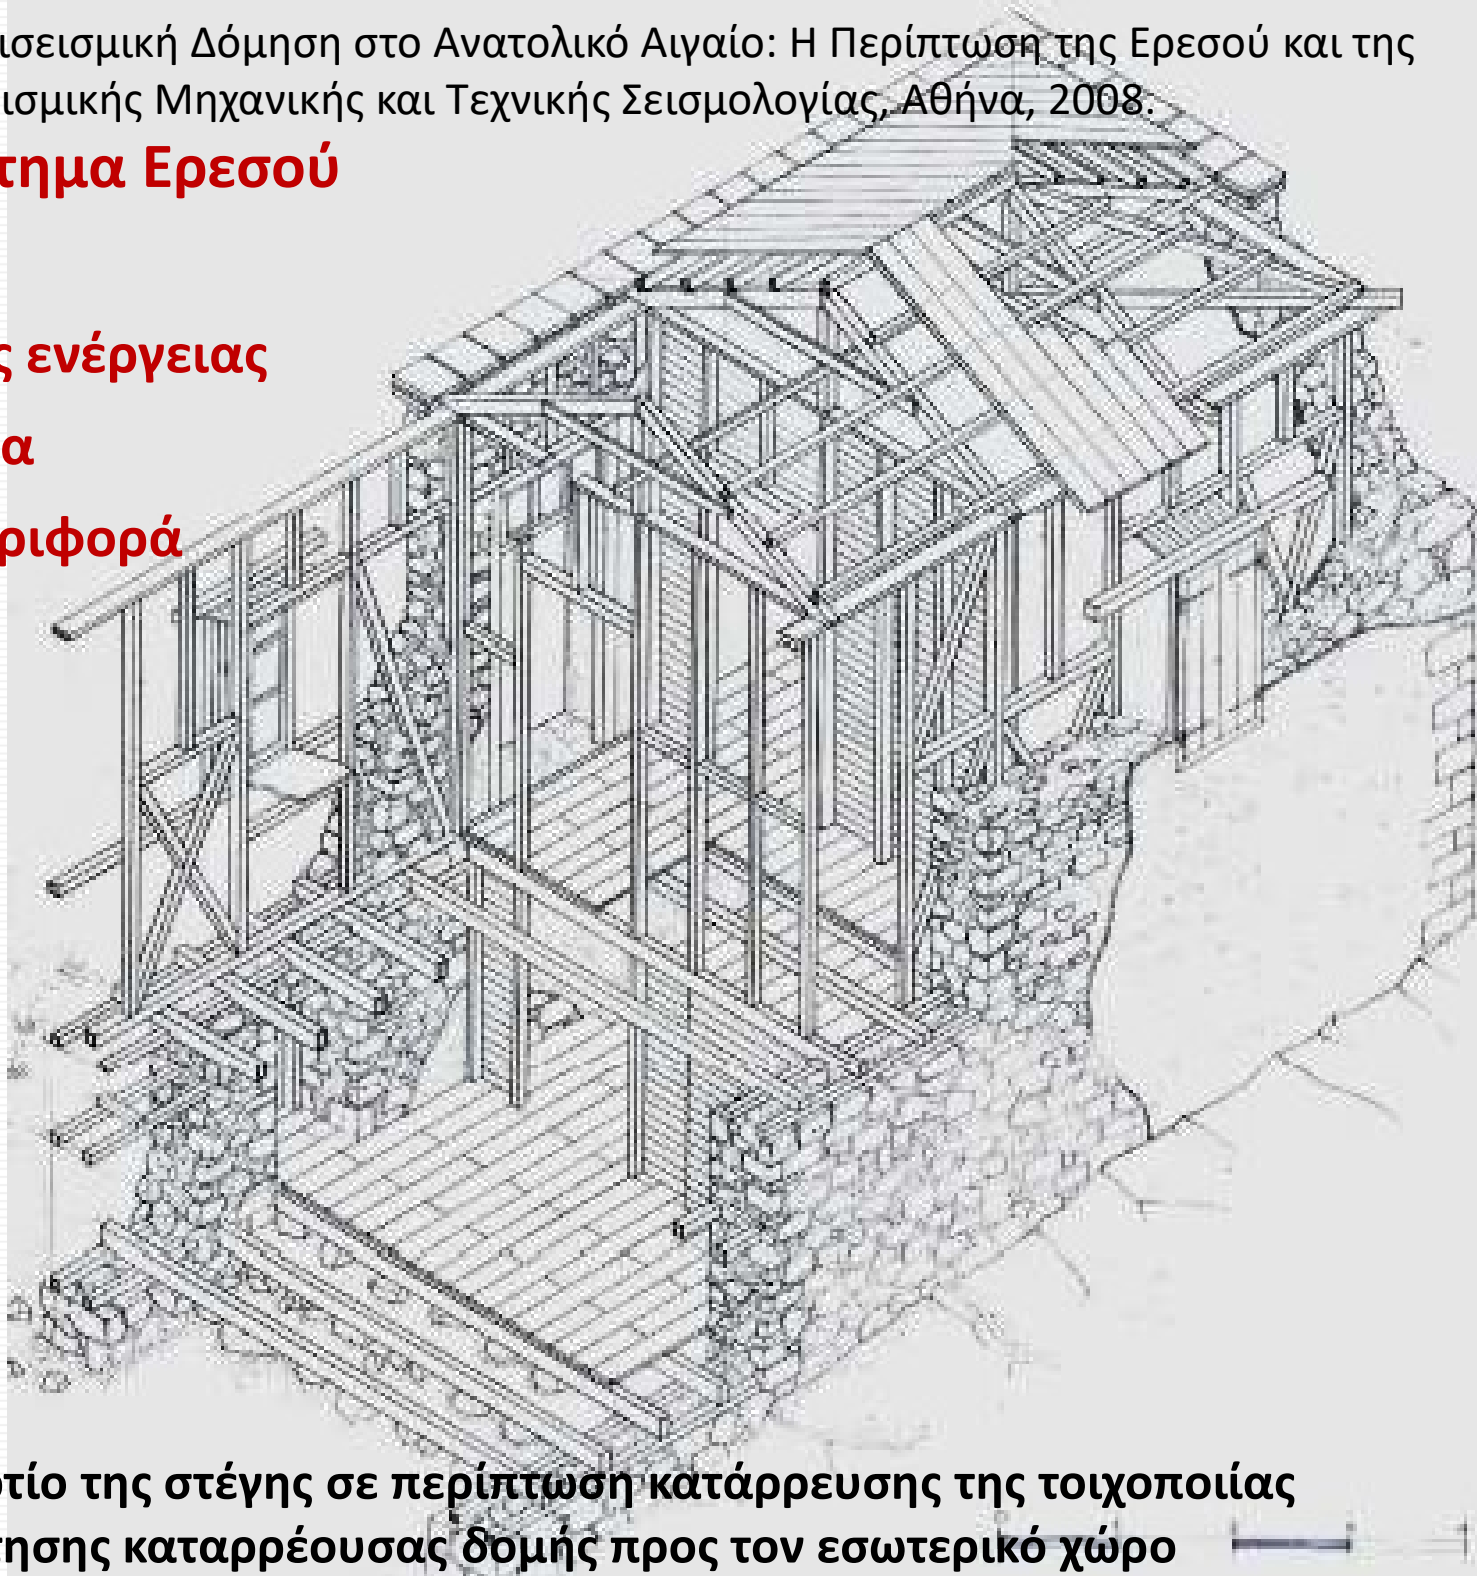 ισεισμική Δόμηση στο Ανατολικό Αιγαίο: Η Περίπτωση της Ερεσού και της
ισμικής Μηχανικής και Τεχνικής Σεισμολογίας, Αθήνα, 2008.
τημα Ερεσού
ς ενέργειας
α
ριφορά
τίο της στέγης σε περίπτωση κατάρρευσης της τοιχοποιίας
τησης καταρρέουσας δομής προς τον εσωτερικό χώρο